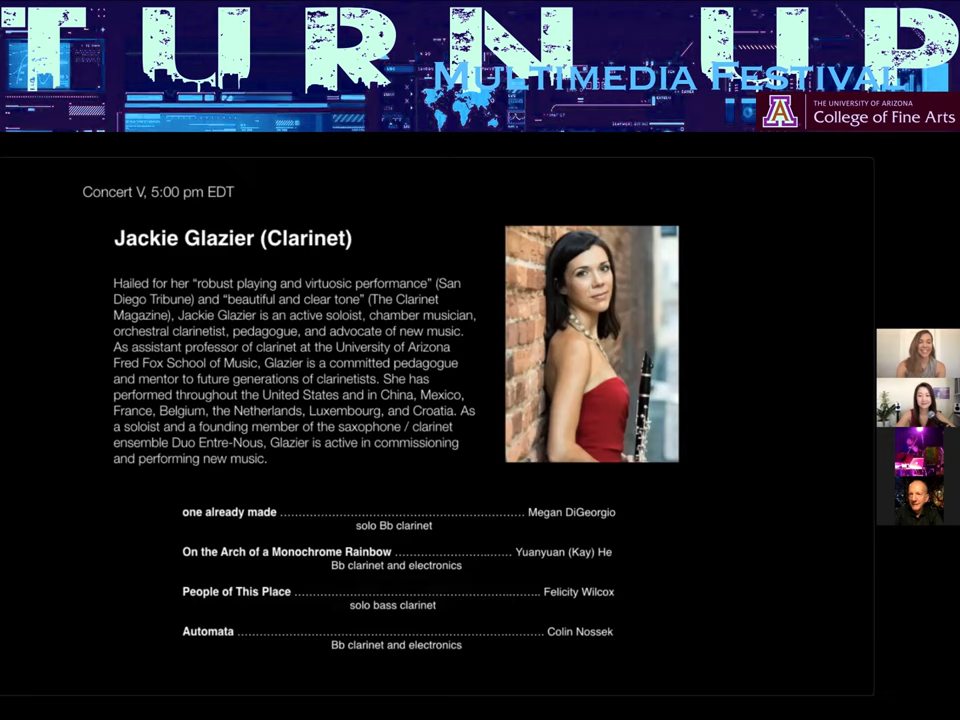 TURN UP
MULTIMEDIA FESTIVAL
THE UNIVERSITY OF ARIZONA
A College of Fine Arts
Concert V, 5:00 pm EDT
Jackie Glazier (Clarinet)
Hailed for her “robust playing and virtuosic performance” (San
Diego Tribune) and “beautiful and clear tone” (The Clarinet
Magazine), Jackie Glazier is an active soloist, chamber musician,
orchestral clarinetist, pedagogue, and advocate of new music.
As assistant professor of clarinet at the University of Arizona
Fred Fox School of Music, Glazier is a committed pedagogue
and mentor to future generations of clarinetists. She has
performed throughout the United States and in China, Mexico,
France, Belgium, the Netherlands, Luxembourg, and Croatia. As
a soloist and a founding member of the saxophone / clarinet
ensemble Duo Entre-Nous, Glazier is active in commissioning
and performing new music.
one already made ........................................................ Megan DiGeorgio
solo Bb clarinet
On the Arch of a Monochrome Rainbow ........................... Yuanyuan (Kay) He
Bb clarinet and electronics
People of This Place ......................................................... Felicity Wilcox
solo bass clarinet
Automata ....................................................................... Colin Nossek
Bb clarinet and electronics